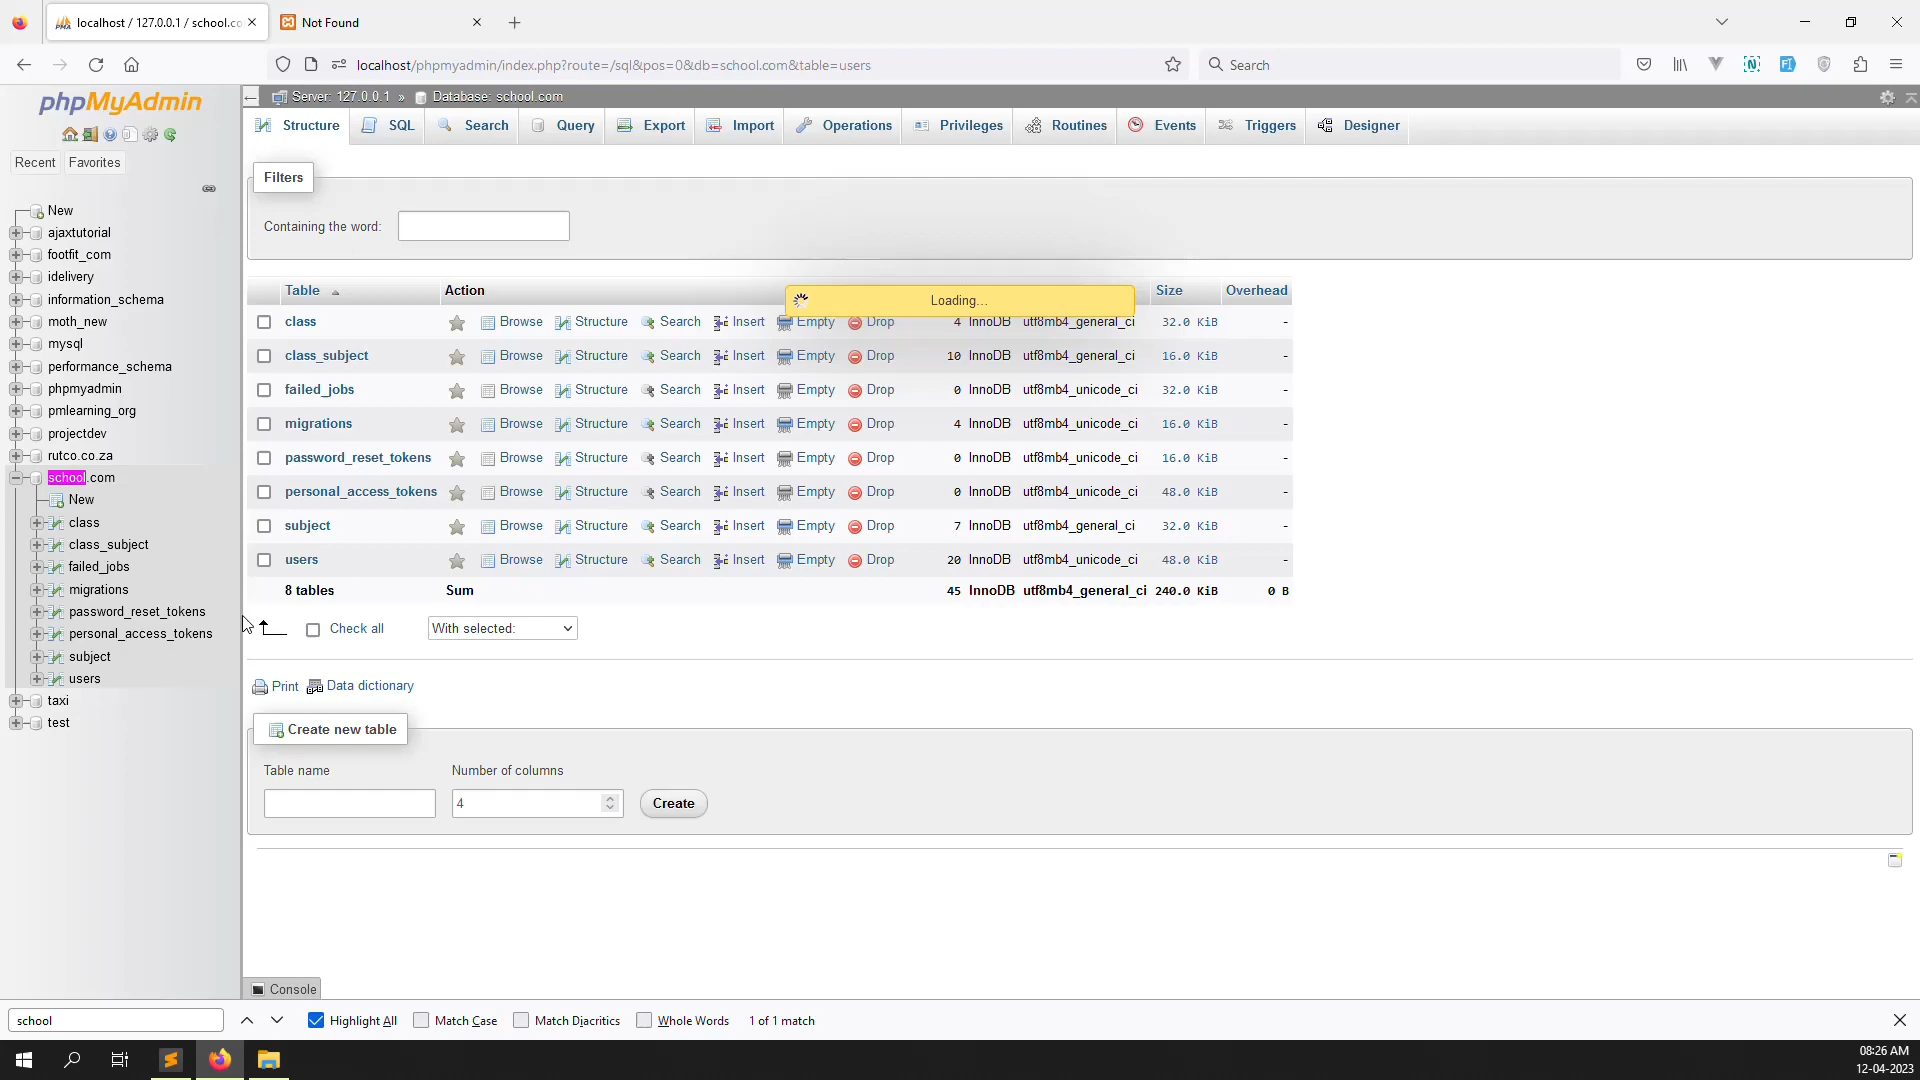 localhost / 127.0.0.1 / school.co
Not Found
localhost/phpmyadmin/index.php?route=/sql&pos=0&db=school.com&table=users
Search
phpMyAdmin
Server: 127.0.0.1 » Database: school.com
Structure SQL Search Query Export Import Operations Privileges Routines Events Triggers Designer
Recent Favorites
New
ajaxtutorial
footfit_com
idelivery
information_schema
moth_new
mysql
performance_schema
phpmyadmin
pmlearning_org
projectdev
rutco.co.za
school.com
New
class
class_subject
failed_jobs
migrations
password_reset_tokens
personal_access_tokens
subject
users
taxi
test
Filters
Containing the word:
Table Action Size Overhead
Loading...
class Browse Structure Search Insert Empty Drop 4 InnoDB utf8mb4_general_ci 32.0 KiB -
class_subject Browse Structure Search Insert Empty Drop 10 InnoDB utf8mb4_general_ci 16.0 KiB -
failed_jobs Browse Structure Search Insert Empty Drop 0 InnoDB utf8mb4_unicode_ci 32.0 KiB -
migrations Browse Structure Search Insert Empty Drop 4 InnoDB utf8mb4_unicode_ci 16.0 KiB -
password_reset_tokens Browse Structure Search Insert Empty Drop 0 InnoDB utf8mb4_unicode_ci 16.0 KiB -
personal_access_tokens Browse Structure Search Insert Empty Drop 0 InnoDB utf8mb4_unicode_ci 48.0 KiB -
subject Browse Structure Search Insert Empty Drop 7 InnoDB utf8mb4_general_ci 32.0 KiB -
users Browse Structure Search Insert Empty Drop 20 InnoDB utf8mb4_unicode_ci 48.0 KiB -
8 tables Sum 45 InnoDB utf8mb4_general_ci 240.0 KiB 0 B
Check all With selected:
Print Data dictionary
Create new table
Table name Number of columns
4 Create
Console
school Highlight All Match Case Match Diacritics Whole Words 1 of 1 match
08:26 AM
12-04-2023